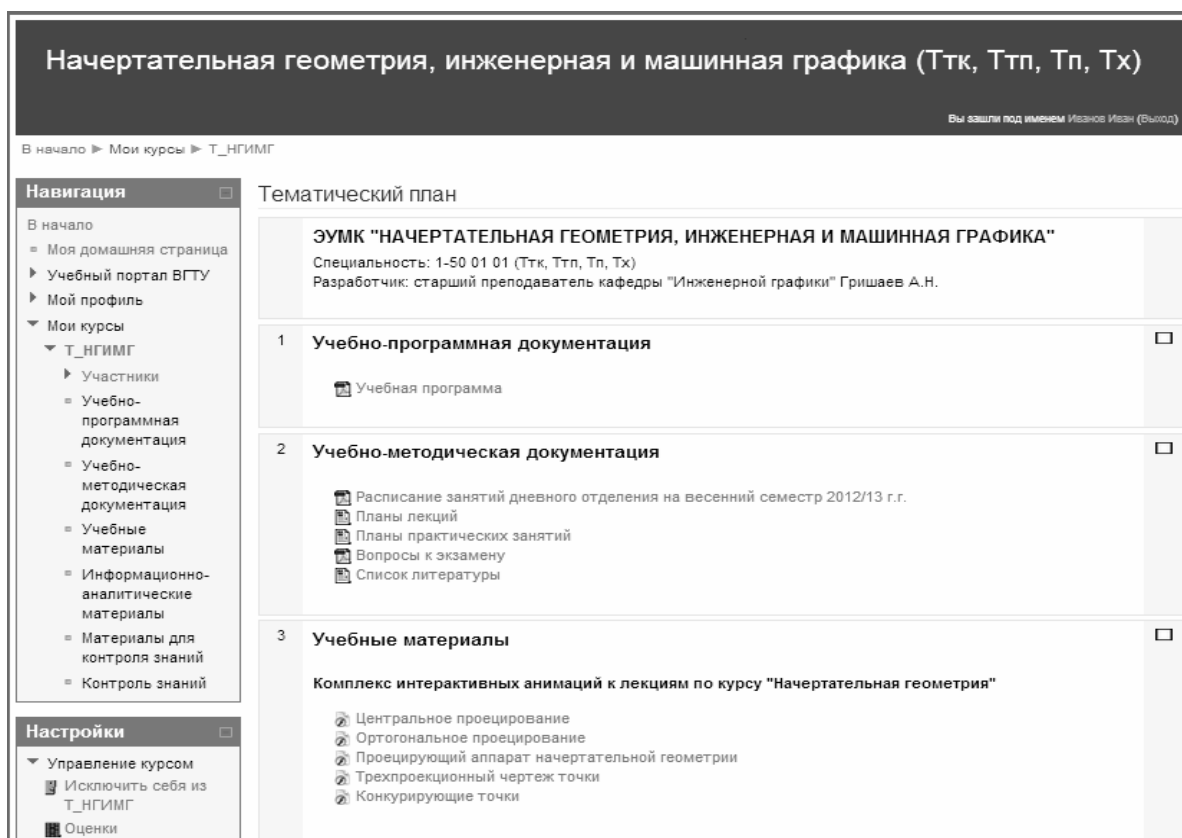 Начертательная геометрия, инженерная и машинная графика (Ттк, Ттп, Тп, Тх)
Вы зашли под именем Иванов Иван (Выход)
В начало ▶ Мои курсы ▶ Т_НГИМГ
Навигация
В начало
Моя домашняя страница
Учебный портал ВГТУ
Мой профиль
Мои курсы
Т_НГИМГ
Участники
Учебно-
программная
документация
Учебно-
методическая
документация
Учебные
материалы
Информационно-
аналитические
материалы
Материалы для
контроля знаний
Контроль знаний
Настройки
Управление курсом
Исключить себя из
Т_НГИМГ
Оценки
Тематический план
ЭУМК "НАЧЕРТАТЕЛЬНАЯ ГЕОМЕТРИЯ, ИНЖЕНЕРНАЯ И МАШИННАЯ ГРАФИКА"
Специальность: 1-50 01 01 (Ттк, Ттп, Тп, Тх)
Разработчик: старший преподаватель кафедры "Инженерной графики" Гришаев А.Н.
1 Учебно-программная документация
Учебная программа
2 Учебно-методическая документация
Расписание занятий дневного отделения на весенний семестр 2012/13 г.г.
Планы лекций
Планы практических занятий
Вопросы к экзамену
Список литературы
3 Учебные материалы
Комплекс интерактивных анимаций к лекциям по курсу "Начертательная геометрия"
Центральное проецирование
Ортогональное проецирование
Проецирующий аппарат начертательной геометрии
Трехпроекционный чертеж точки
Конкурирующие точки